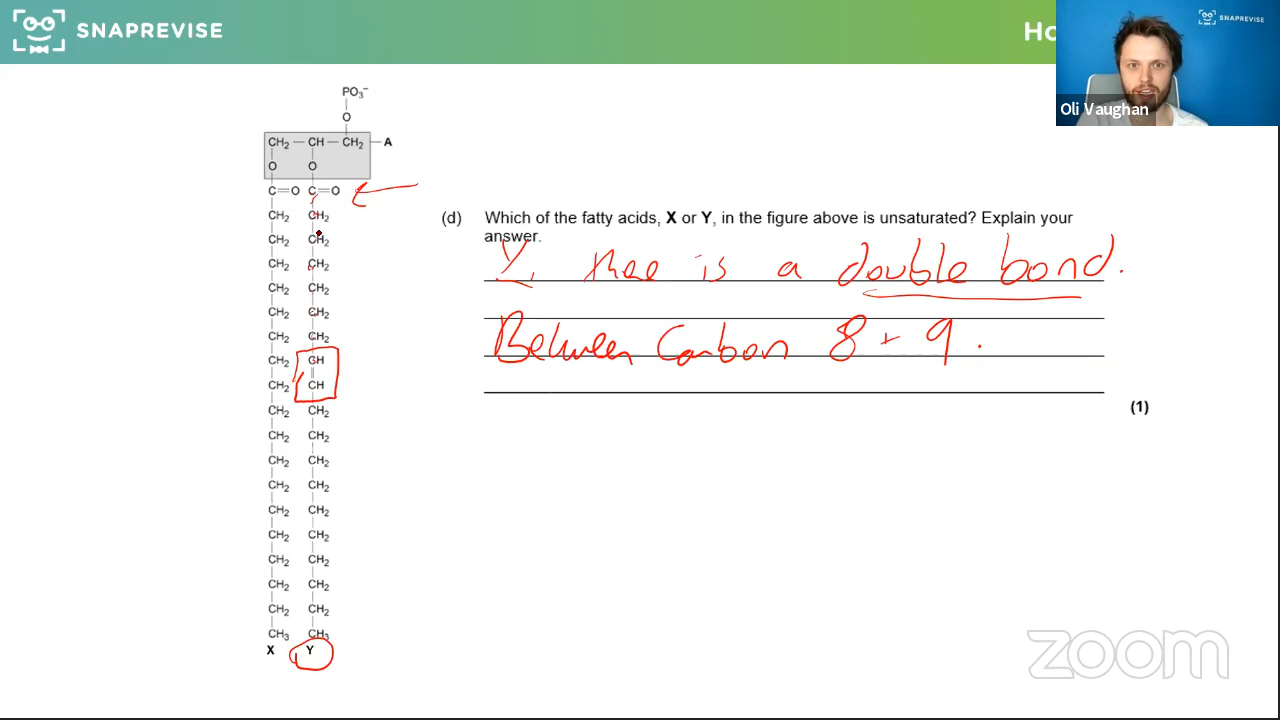 SNAPREVISE
Ho
SNAPREVISE
Oli Vaughan
PO₃⁻
O
CH₂ — CH — CH₂ — A
O O
C=O C=O
CH₂ CH₂
CH₂ CH₂
CH₂ CH₂
CH₂ CH₂
CH₂ CH₂
CH₂ CH₂
CH₂ CH
CH₂ CH
CH₂ CH₂
CH₂ CH₂
CH₂ CH₂
CH₂ CH₂
CH₂ CH₂
CH₂ CH₂
CH₂ CH₂
CH₂ CH₂
CH₂ CH₂
CH₃ CH₃
X Y
(d) Which of the fatty acids, X or Y, in the figure above is unsaturated? Explain your
answer.
Y, there is a double bond.
Between Carbon 8 + 9.
(1)
zoom